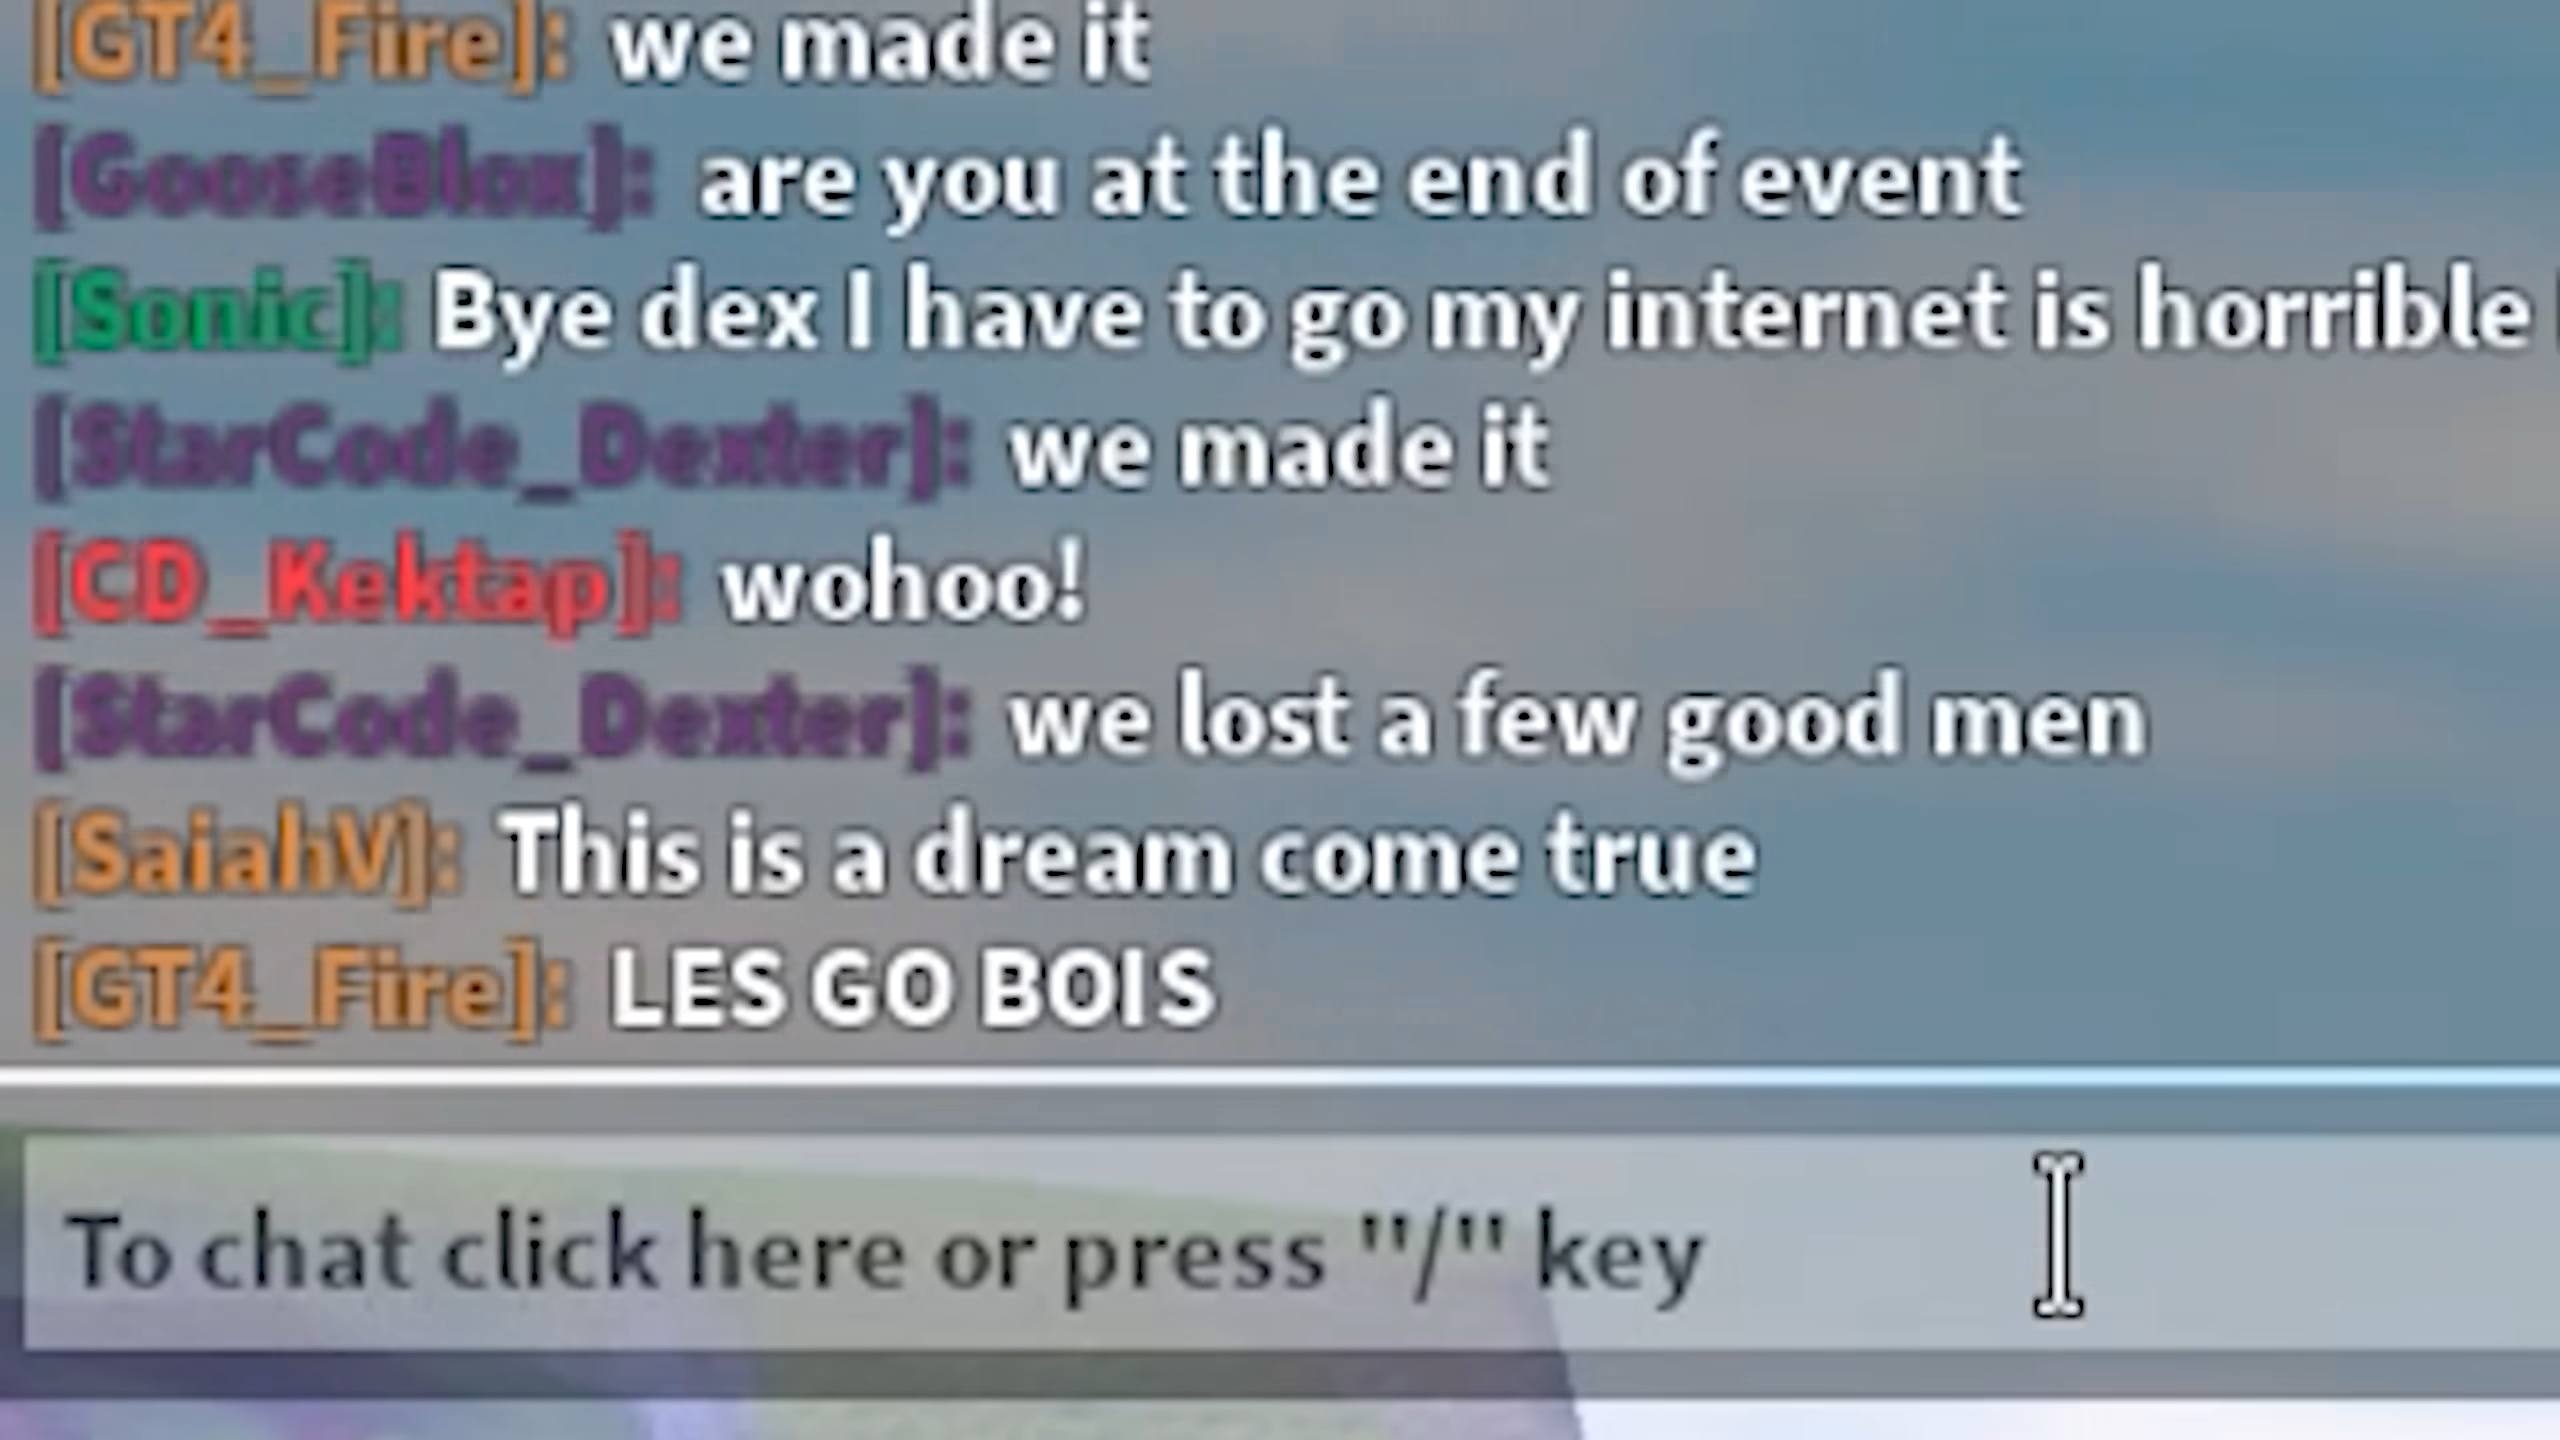 [GT4_Fire]: we made it
[GooseBlox]: are you at the end of event
[Sonic]: Bye dex I have to go my internet is horrible
[StarCode_Dexter]: we made it
[CD_Kektap]: wohoo!
[StarCode_Dexter]: we lost a few good men
[SaiahV]: This is a dream come true
[GT4_Fire]: LES GO BOIS
To chat click here or press "/" key